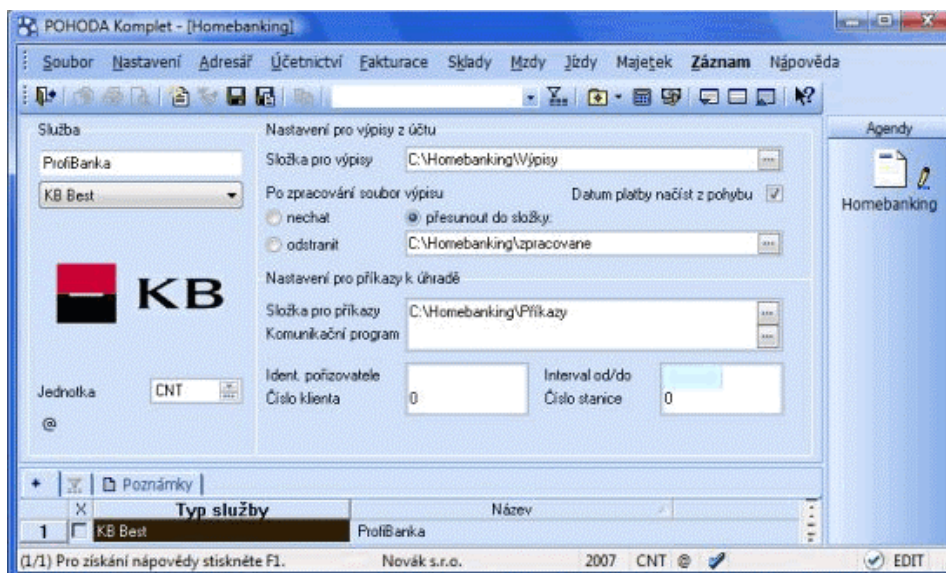 POHODA Komplet - [Homebanking]
Soubor Nastavení Adresář Účetnictví Fakturace Sklady Mzdy Jízdy Majetek Záznam Nápověda
Služba
ProfiBanka
KB Best
KB
Jednotka CNT
@
Nastavení pro výpisy z účtu
Složka pro výpisy C:\Homebanking\Výpisy
Po zpracování soubor výpisu Datum platby načíst z pohybu
nechat přesunout do složky:
odstranit C:\Homebanking\zpracovane
Nastavení pro příkazy k úhradě
Složka pro příkazy C:\Homebanking\Příkazy
Komunikační program
Ident. pořizovatele Interval od/do
Číslo klienta 0 Číslo stanice 0
Agendy
Homebanking
Poznámky
X Typ služby Název
1 KB Best ProfiBanka
(1/1) Pro získání nápovědy stiskněte F1. Novák s.r.o. 2007 CNT @ EDIT